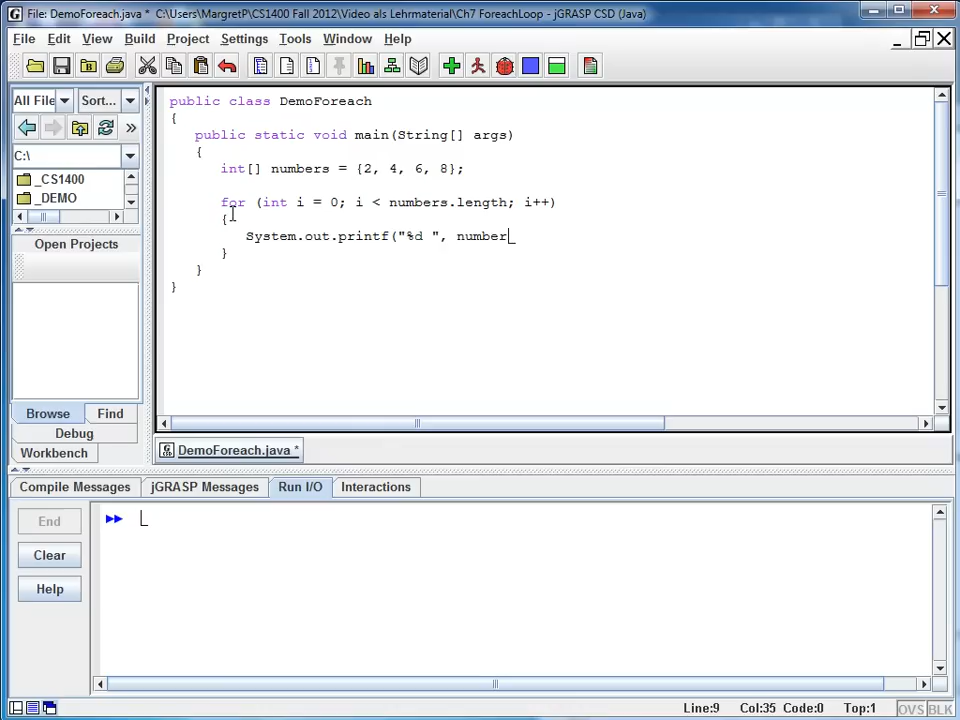 File: DemoForeach.java * C:\Users\MargretP\CS1400 Fall 2012\Video als Lehrmaterial\Ch7 ForeachLoop - jGRASP CSD (Java)
File Edit View Build Project Settings Tools Window Help
All File Sort...
C:\
_CS1400
_DEMO
Open Projects
Browse Find
Debug
Workbench
public class DemoForeach
{
public static void main(String[] args)
{
int[] numbers = {2, 4, 6, 8};
for (int i = 0; i < numbers.length; i++)
{
System.out.printf("%d ", number
}
}
}
DemoForeach.java *
Compile Messages jGRASP Messages Run I/O Interactions
End
Clear
Help
Line:9 Col:35 Code:0 Top:1 OVS BLK